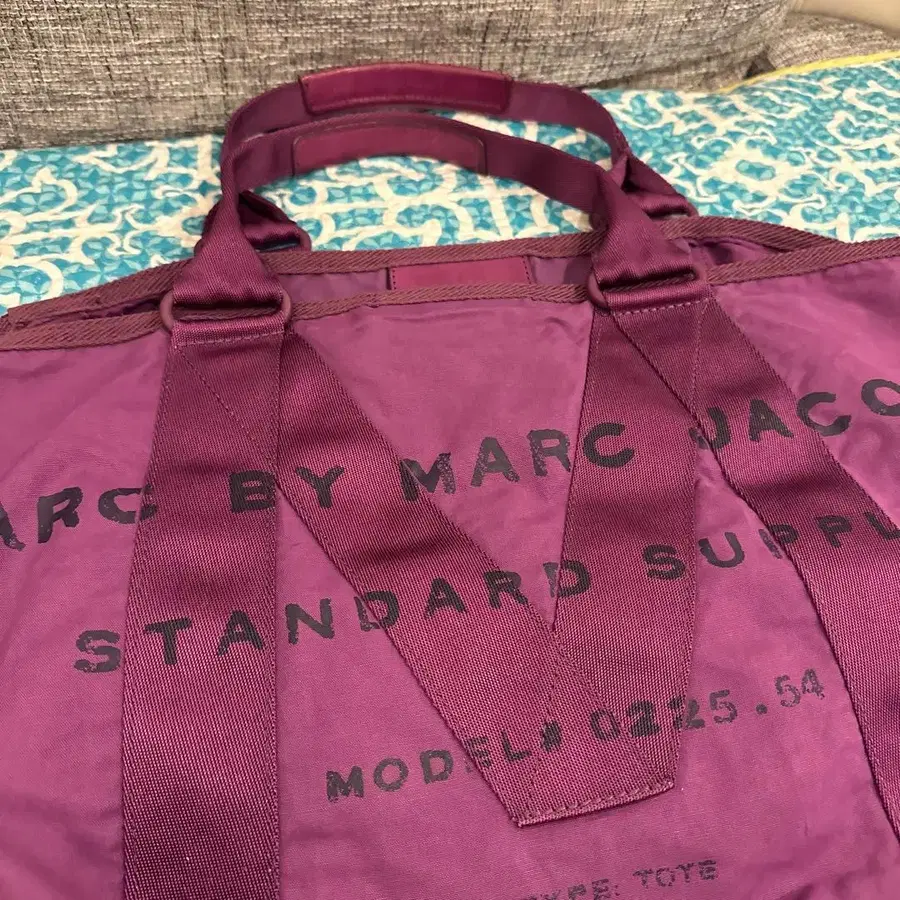 ARC BY MARC JACO
STANDARD SUPPL
MODEL# 0225.54
TYPE: TOTE